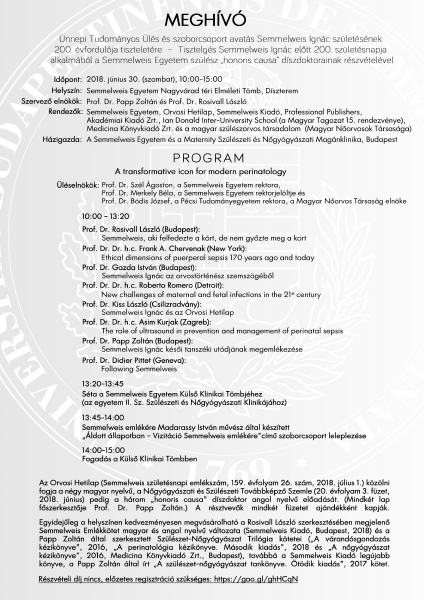 MEGHÍVÓ
Ünnepi Tudományos Ülés és szoborcsoport avatás Semmelweis Ignác születésének
200. évfordulója tiszteletére – Tisztelgés Semmelweis Ignác előtt 200. születésnapja
alkalmából a Semmelweis Egyetem szülész „honoris causa” díszdoktorainak részvételével
Időpont: 2018. június 30. (szombat), 10:00–15:00
Helyszín: Semmelweis Egyetem Nagyvárad téri Elméleti Tömb, Díszterem
Szervező elnökök: Prof. Dr. Papp Zoltán és Prof. Dr. Rosivall László
Rendezők: Semmelweis Egyetem, Orvosi Hetilap, Semmelweis Kiadó, Professional Publishers,
Akadémiai Kiadó Zrt., Ian Donald Inter-University School (a Magyar Tagozat 15. rendezvénye),
Medicina Könyvkiadó Zrt. és a magyar szülészorvos társadalom (Magyar Nőorvosok Társasága)
Házigazda: A Semmelweis Egyetem és a Maternity Szülészeti és Nőgyógyászati Magánklinika, Budapest
PROGRAM
A transformative icon for modern perinatology
Üléselnökök: Prof. Dr. Szél Ágoston, a Semmelweis Egyetem rektora,
Prof. Dr. Merkely Béla, a Semmelweis Egyetem rektorjelöltje és
Prof. Dr. Bódis József, a Pécsi Tudományegyetem rektora, a Magyar Nőorvos Társaság elnöke
10:00 – 13:20
Prof. Dr. Rosivall László (Budapest):
Semmelweis, aki felfedezte a kórt, de nem győzte meg a kort
Prof. Dr. Dr. h.c. Frank A. Chervenak (New York):
Ethical dimensions of puerperal sepsis 170 years ago and today
Prof. Dr. Gazda István (Budapest):
Semmelweis Ignác az orvostörténész szemszögéből
Prof. Dr. Dr. h.c. Roberto Romero (Detroit):
New challenges of maternal and fetal infections in the 21st century
Prof. Dr. Kiss László (Csilizradvány):
Semmelweis Ignác és az Orvosi Hetilap
Prof. Dr. Dr. h.c. Asim Kurjak (Zagreb):
The role of ultrasound in prevention and management of perinatal sepsis
Prof. Dr. Papp Zoltán (Budapest):
Semmelweis Ignác késői tanszéki utódjának megemlékezése
Prof. Dr. Didier Pittet (Geneva):
Following Semmelweis
13:20–13:45
Séta a Semmelweis Egyetem Külső Klinikai Tömbjéhez
(az egyetem II. Sz. Szülészeti és Nőgyógyászati Klinikájához)
13:45–14:00
Semmelweis emlékére Madarassy István művész által készített
„Áldott állapotban – Vizitáció Semmelweis emlékére”című szoborcsoport leleplezése
14:00–15:00
Fogadás a Külső Klinikai Tömbben
Az Orvosi Hetilap (Semmelweis születésnapi emlékszám, 159. évfolyam 26. szám, 2018. július 1.) közölni
fogja a négy magyar nyelvű, a Nőgyógyászati és Szülészeti Továbbképző Szemle (20. évfolyam 3. füzet,
2018. június) pedig a három „honoris causa” díszdoktor angol nyelvű előadását. (Mindkét lap
főszerkesztője Prof. Dr. Papp Zoltán.) A résztvevők mindkét füzetet ajándékként kapják.
Egyidejűleg a helyszínen kedvezményesen megvásárolható a Rosivall László szerkesztésében megjelenő
Semmelweis Emlékkötet magyar és angol nyelvű változata (Semmelweis Kiadó, Budapest, 2018) és a
Papp Zoltán által szerkesztett Szülészet-Nőgyógyászat Trilógia kötetei („A várandósgondozás
kézikönyve”, 2016, „A perinatológia kézikönyve. Második kiadás”, 2018 és „A nőgyógyászat
kézikönyve”, 2016, Medicina Könyvkiadó, Budapest), továbbá a Semmelweis Kiadó legújabb
könyve, a Papp Zoltán által írt „A szülészet-nőgyógyászat tankönyve. Ötödik kiadás”, 2017 kötet.
Részvételi díj nincs, előzetes regisztráció szükséges: https://goo.gl/ghHCqN